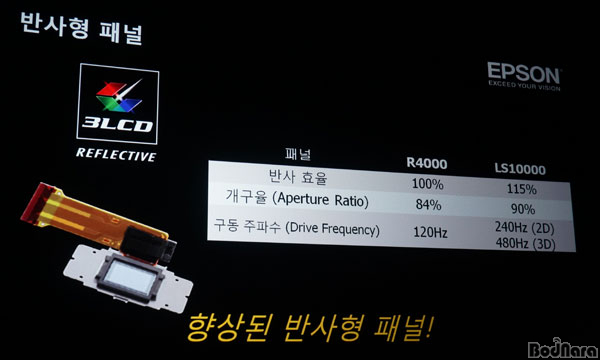 반사형 패널
EPSON
EXCEED YOUR VISION
3LCD
REFLECTIVE
패널 R4000 LS10000
반사 효율 100% 115%
개구율 (Aperture Ratio) 84% 90%
구동 주파수 (Drive Frequency) 120Hz 240Hz (2D)
480Hz (3D)
향상된 반사형 패널!
BodNara